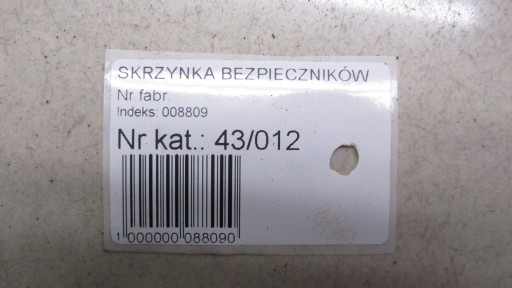 SKRZYNKA BEZPIECZNIKÓW
Nr fabr.
Indeks: 008809
Nr kat.: 43/012
1 000000 088090